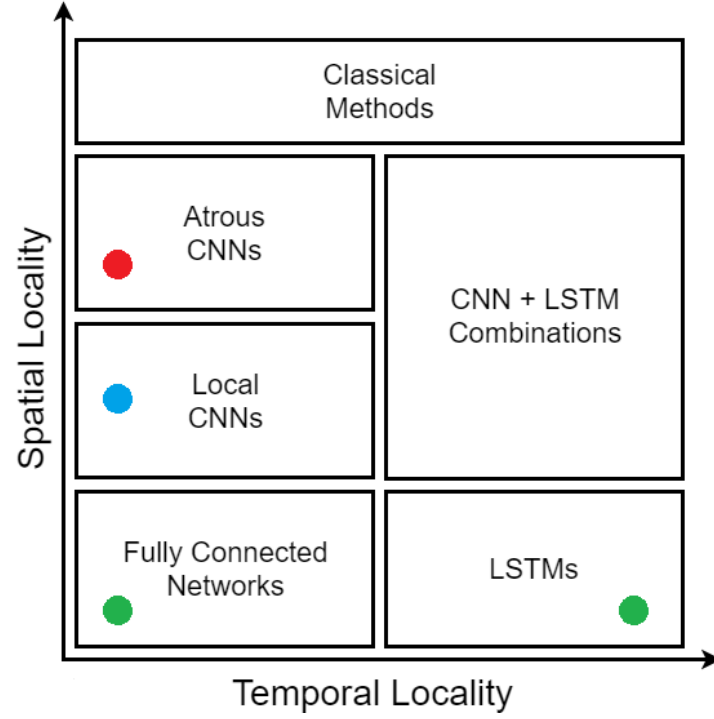 Classical
Methods
Atrous
CNNs
CNN + LSTM
Combinations
Local
CNNs
Fully Connected
Networks
LSTMs
Spatial Locality
Temporal Locality